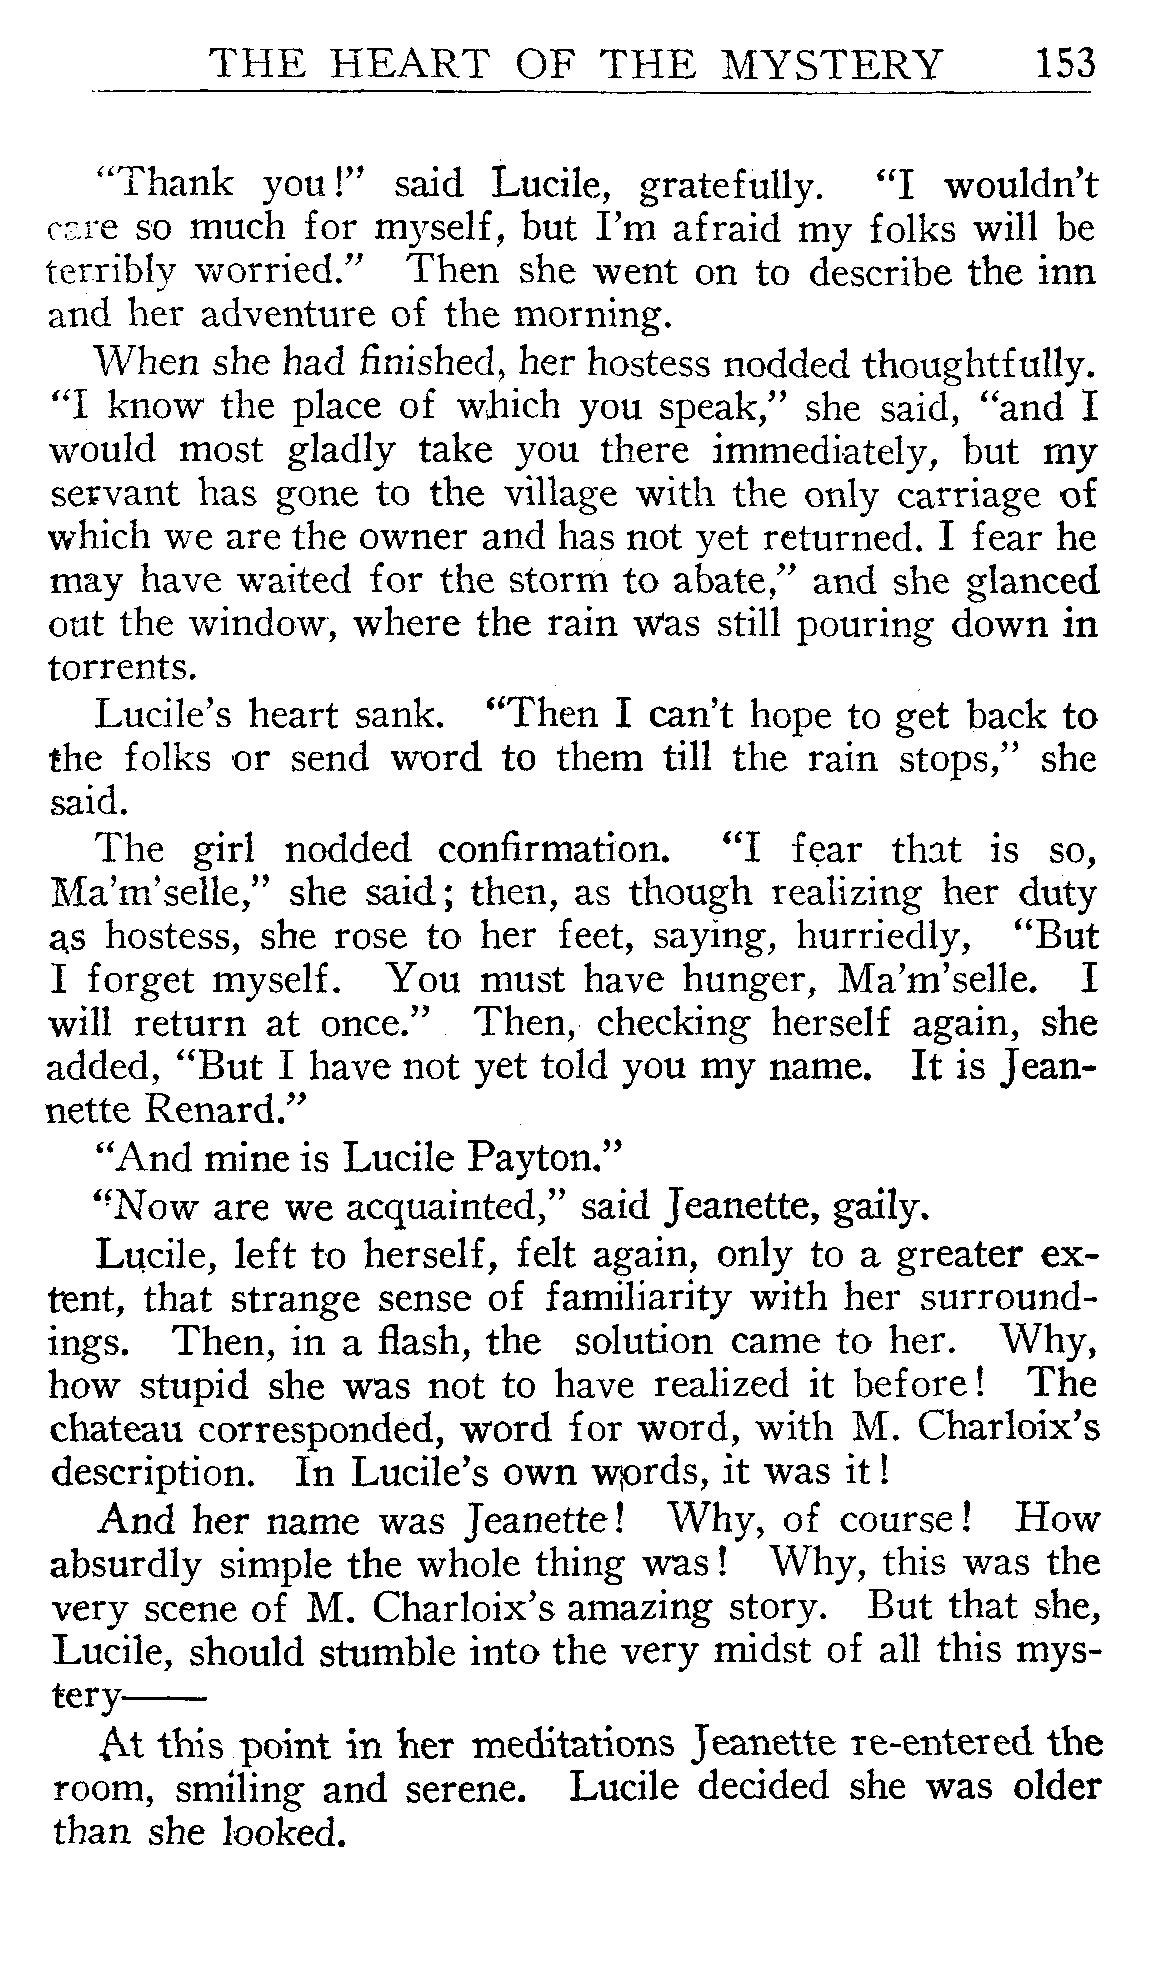 THE HEART OF THE MYSTERY 153
"Thank you!" said Lucile, gratefully. "I wouldn't
care so much for myself, but I'm afraid my folks will be
terribly worried." Then she went on to describe the inn
and her adventure of the morning.
When she had finished, her hostess nodded thoughtfully.
"I know the place of which you speak," she said, "and I
would most gladly take you there immediately, but my
servant has gone to the village with the only carriage of
which we are the owner and has not yet returned. I fear he
may have waited for the storm to abate," and she glanced
out the window, where the rain was still pouring down in
torrents.
Lucile's heart sank. "Then I can't hope to get back to
the folks or send word to them till the rain stops," she
said.
The girl nodded confirmation. "I fear that is so,
Ma'm'selle," she said; then, as though realizing her duty
as hostess, she rose to her feet, saying, hurriedly, "But
I forget myself. You must have hunger, Ma'm'selle. I
will return at once." Then, checking herself again, she
added, "But I have not yet told you my name. It is Jean-
nette Renard."
"And mine is Lucile Payton."
"Now are we acquainted," said Jeanette, gaily.
Lucile, left to herself, felt again, only to a greater ex-
tent, that strange sense of familiarity with her surround-
ings. Then, in a flash, the solution came to her. Why,
how stupid she was not to have realized it before! The
chateau corresponded, word for word, with M. Charloix's
description. In Lucile's own words, it was it!
And her name was Jeanette! Why, of course! How
absurdly simple the whole thing was! Why, this was the
very scene of M. Charloix's amazing story. But that she,
Lucile, should stumble into the very midst of all this mys-
tery——
At this point in her meditations Jeanette re-entered the
room, smiling and serene. Lucile decided she was older
than she looked.